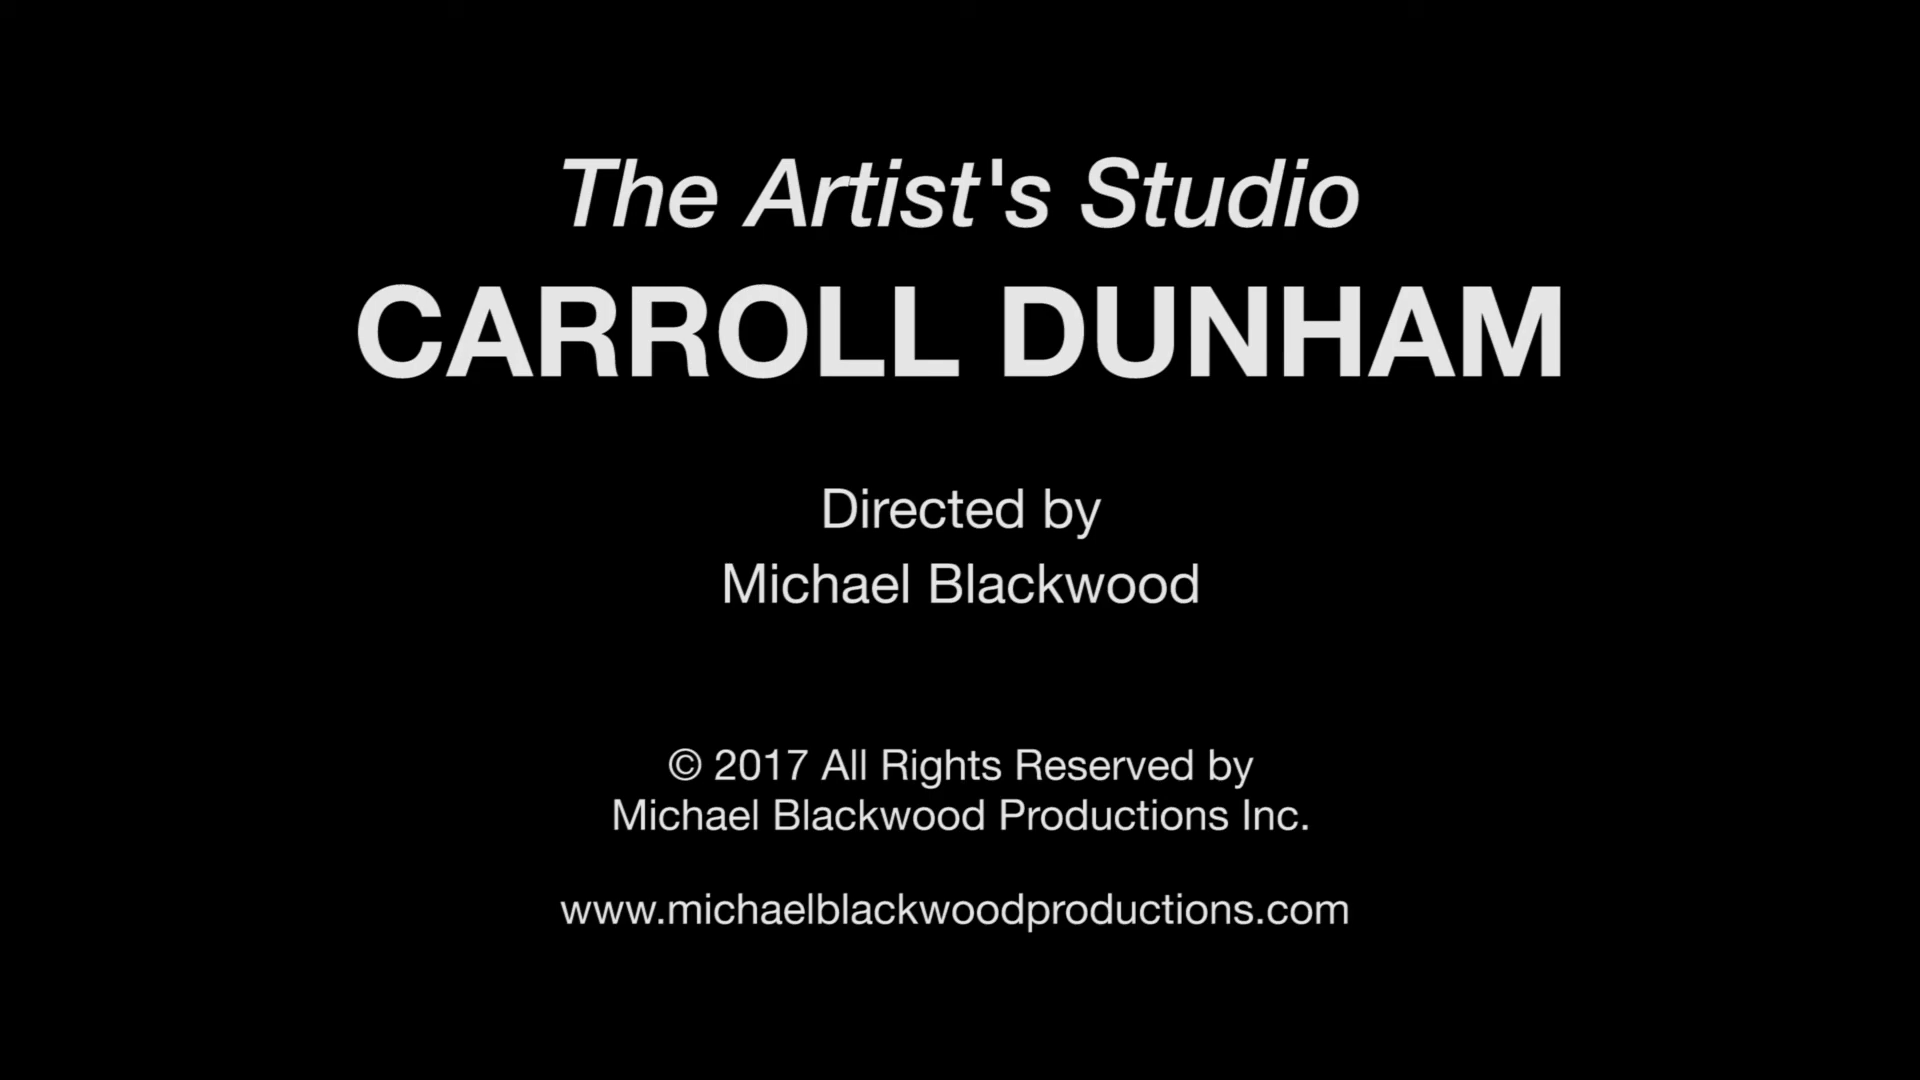 The Artist's Studio
CARROLL DUNHAM
Directed by
Michael Blackwood
© 2017 All Rights Reserved by
Michael Blackwood Productions Inc.
www.michaelblackwoodproductions.com